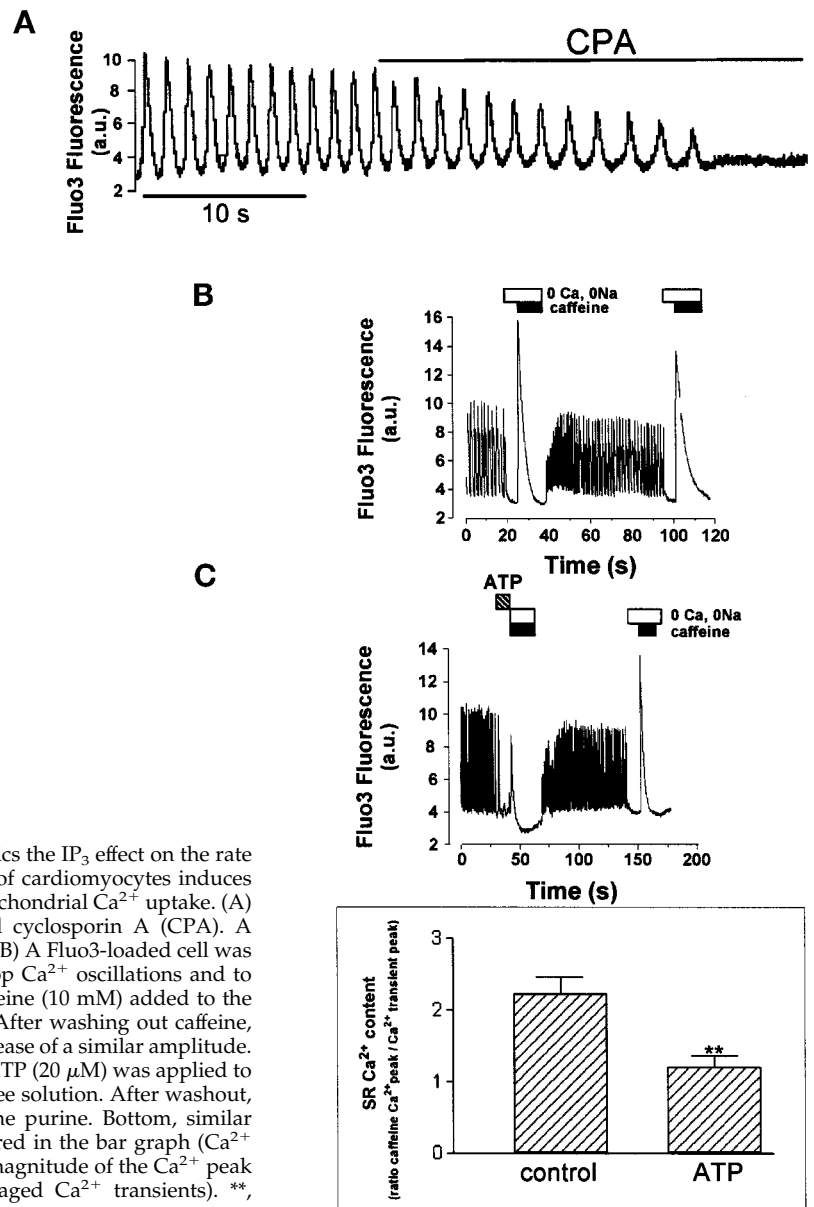 A
CPA
Fluo3 Fluorescence
(a.u.)
10
8
6
4
2
10 s
B
0 Ca, 0Na
caffeine
Fluo3 Fluorescence
(a.u.)
16
14
12
10
8
6
4
2
0 20 40 60 80 100 120
Time (s)
C
ATP
0 Ca, 0Na
caffeine
Fluo3 Fluorescence
(a.u.)
14
12
10
8
6
4
2
0 50 100 150 200
Time (s)
ics the IP3 effect on the rate
of cardiomyocytes induces
chondrial Ca2+ uptake. (A)
l cyclosporin A (CPA). A
B) A Fluo3-loaded cell was
op Ca2+ oscillations and to
eine (10 mM) added to the
After washing out caffeine,
ease of a similar amplitude.
TP (20 μM) was applied to
ee solution. After washout,
ne purine. Bottom, similar
red in the bar graph (Ca2+
nagnitude of the Ca2+ peak
aged Ca2+ transients). **,
SR Ca2+ content
(ratio caffeine Ca2+ peak / Ca2+ transient peak)
3
2
1
0
**
control ATP